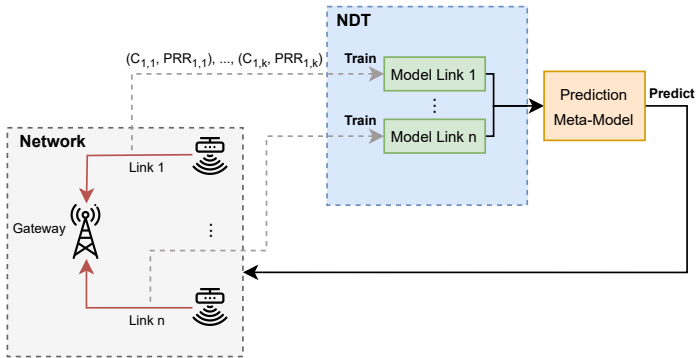 NDT
(C1,1, PRR1,1), ..., (C1,k, PRR1,k)
Train
Model Link 1
⋮
Train
Model Link n
Prediction
Meta-Model
Predict
Network
Link 1
Gateway
⋮
Link n